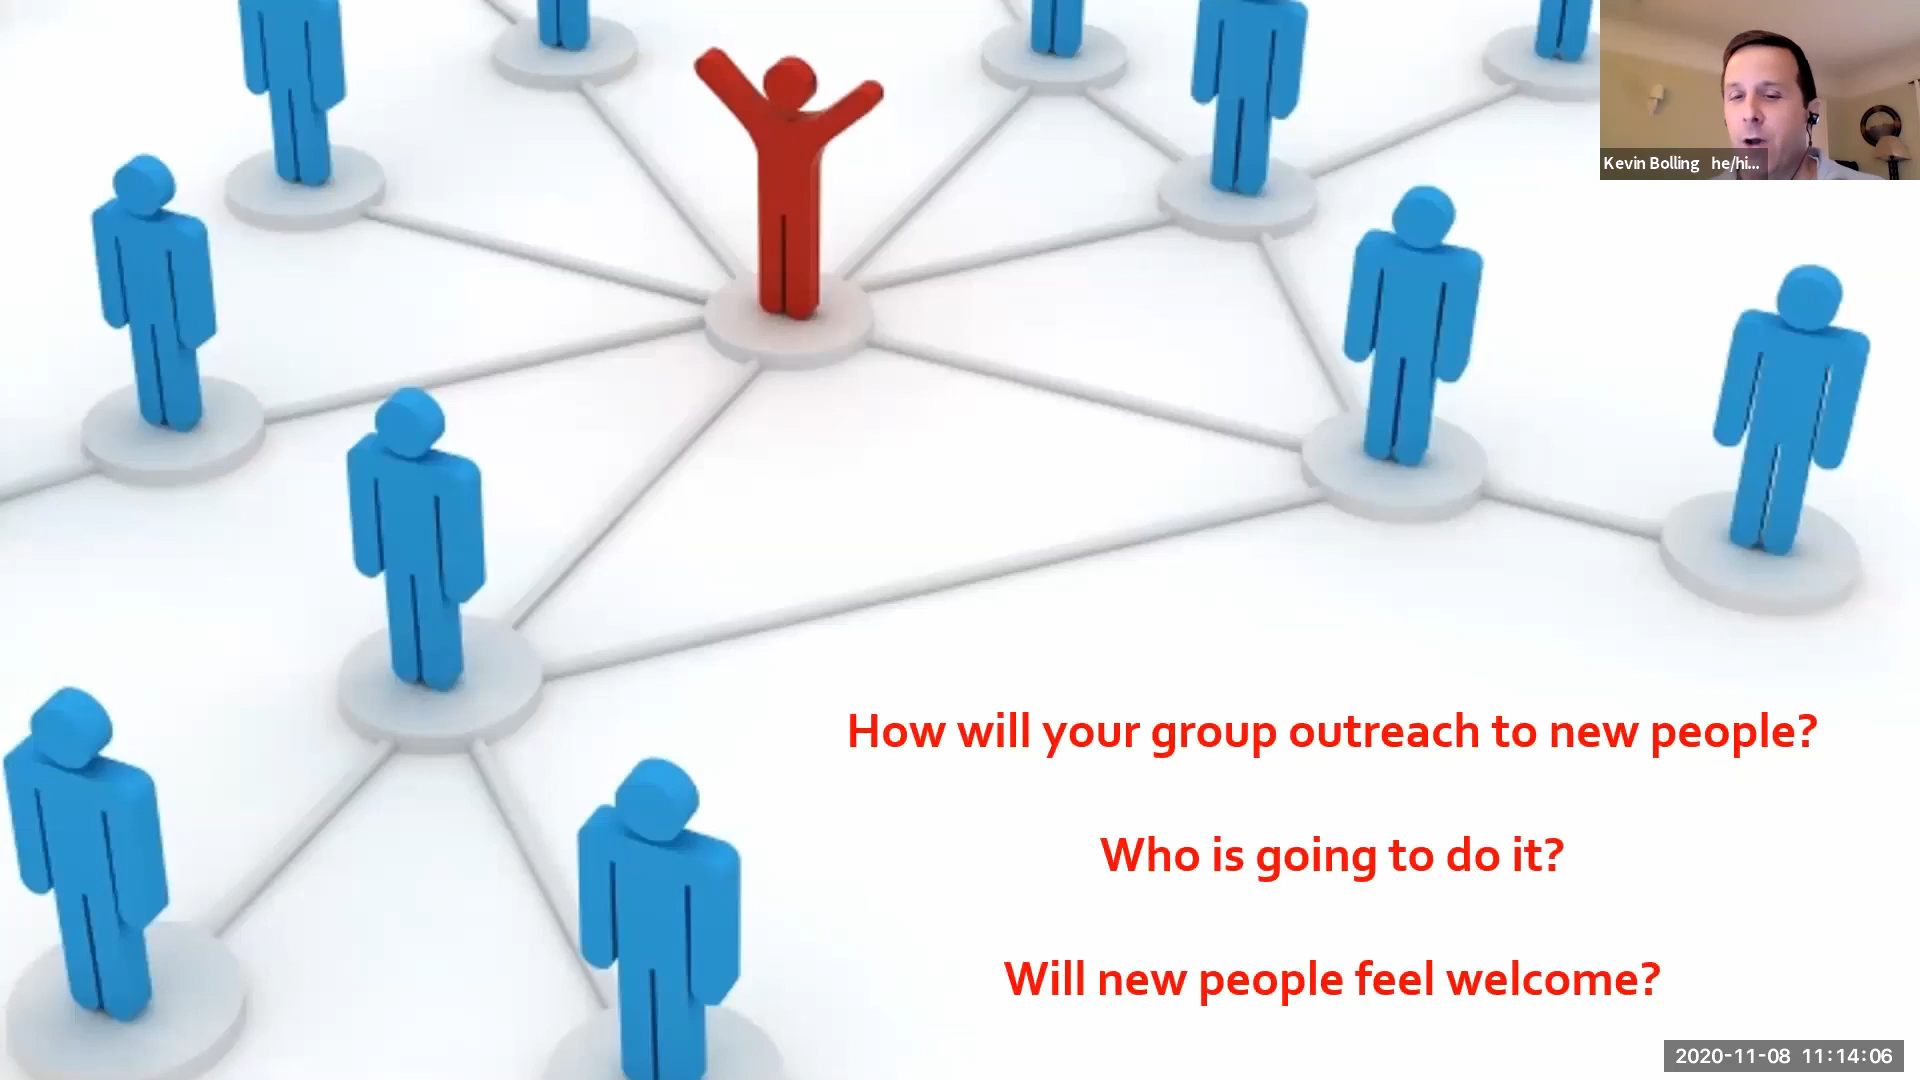 Kevin Bolling he/hi...
How will your group outreach to new people?
Who is going to do it?
Will new people feel welcome?
2020-11-08 11:14:06